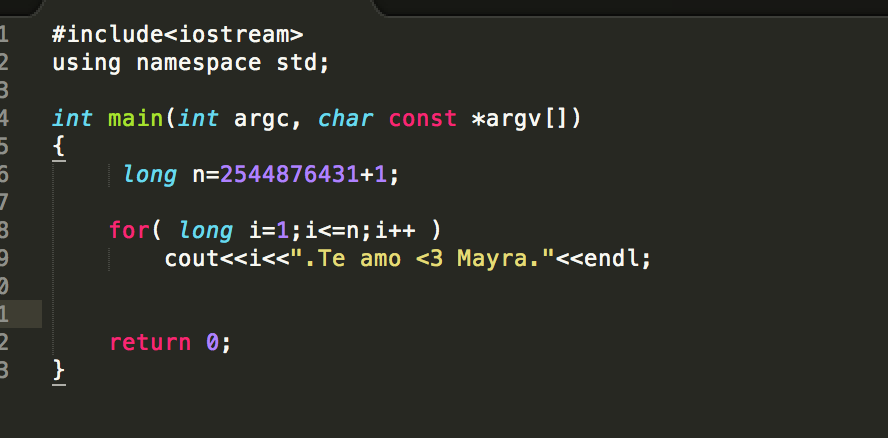 1 #include<iostream>
2 using namespace std;
3
4 int main(int argc, char const *argv[])
5 {
6 long n=2544876431+1;
7
8 for( long i=1;i<=n;i++ )
9 cout<<i<<".Te amo <3 Mayra."<<endl;
0
1
2 return 0;
3 }